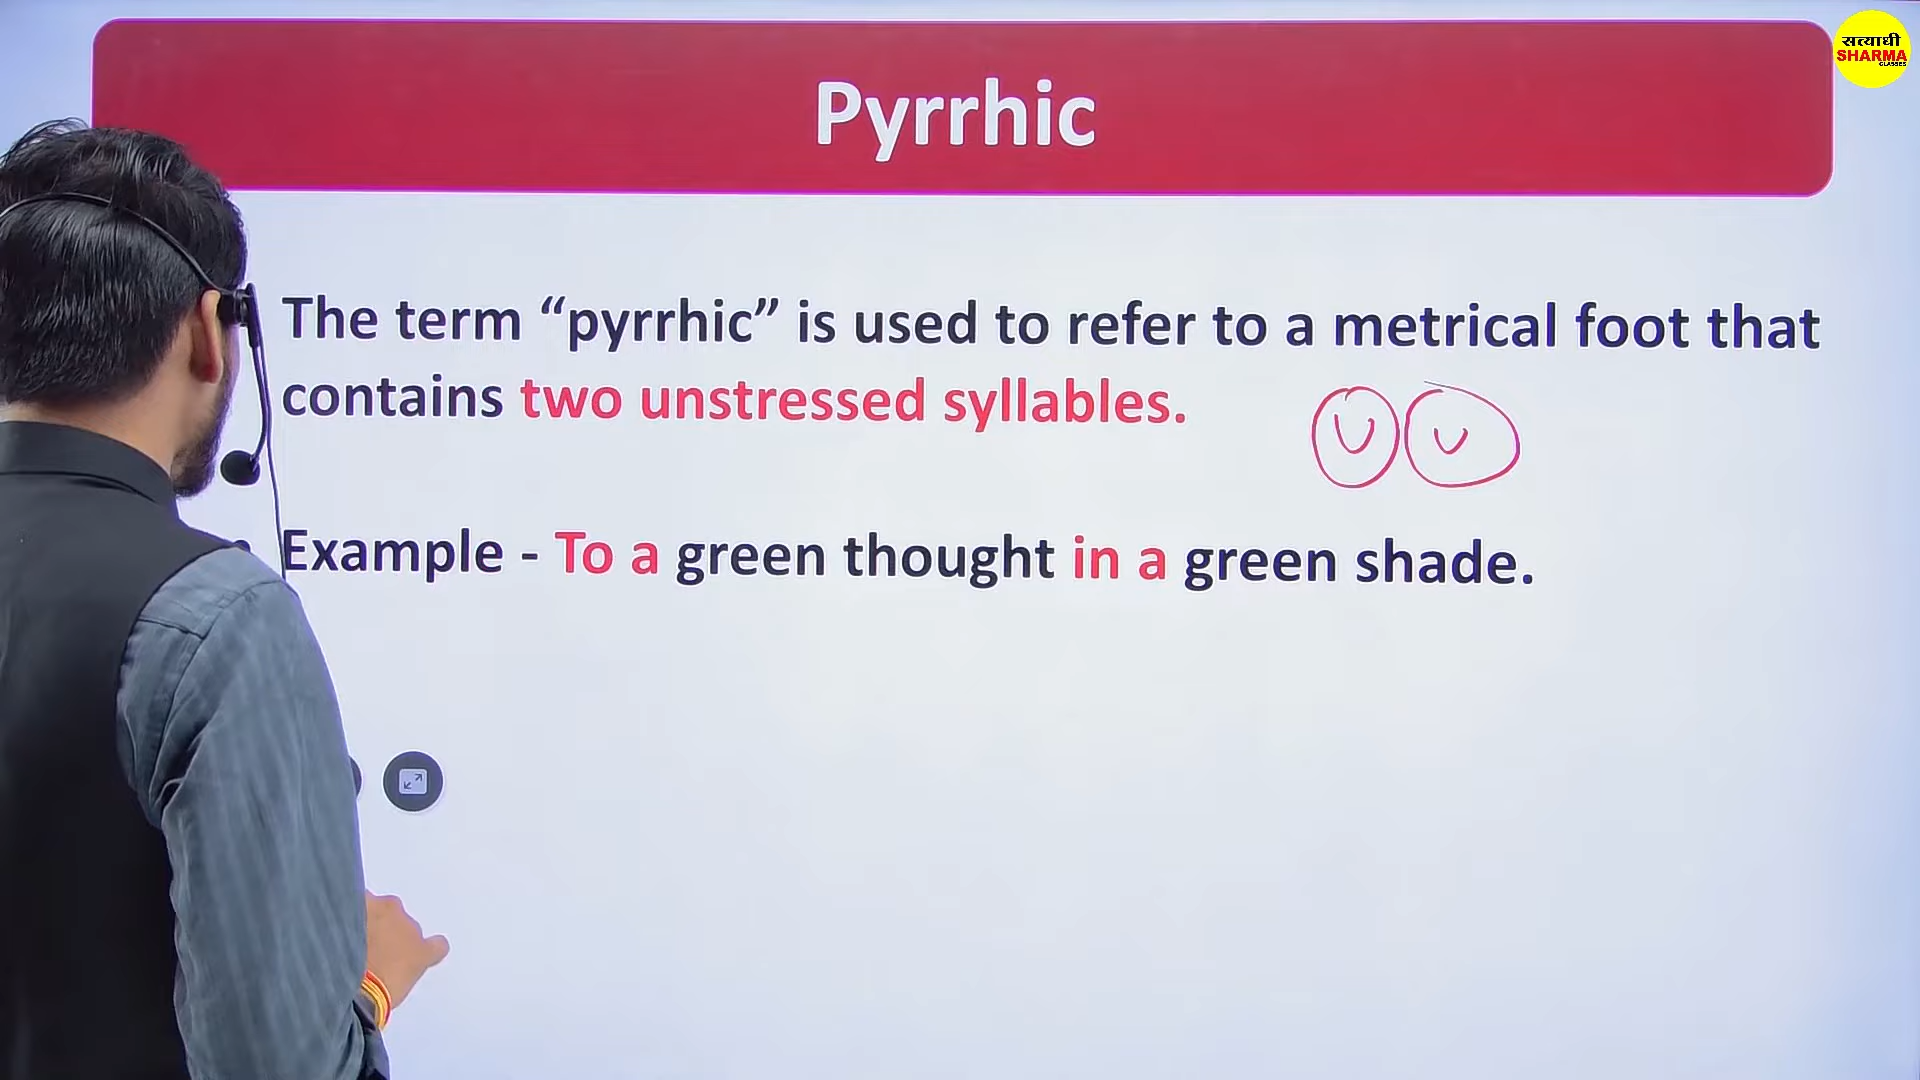 सत्याधी
SHARMA
CLASSES
Pyrrhic
The term “pyrrhic” is used to refer to a metrical foot that
contains two unstressed syllables.
U U
• Example - To a green thought in a green shade.